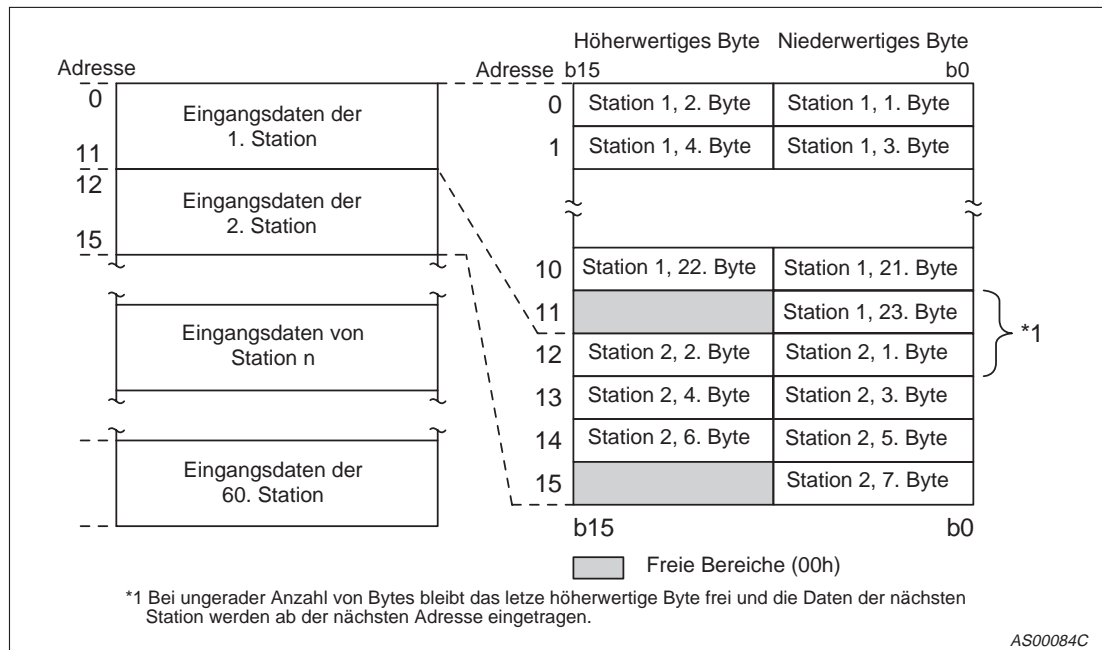 Adresse
0
Eingangsdaten der
1. Station
11
12
Eingangsdaten der
2. Station
15
Eingangsdaten von
Station n
Eingangsdaten der
60. Station
Höherwertiges Byte Niederwertiges Byte
Adresse b15 b0
0 Station 1, 2. Byte Station 1, 1. Byte
1 Station 1, 4. Byte Station 1, 3. Byte
10 Station 1, 22. Byte Station 1, 21. Byte
11 Station 1, 23. Byte
*1
12 Station 2, 2. Byte Station 2, 1. Byte
13 Station 2, 4. Byte Station 2, 3. Byte
14 Station 2, 6. Byte Station 2, 5. Byte
15 Station 2, 7. Byte
b15 b0
Freie Bereiche (00h)
*1 Bei ungerader Anzahl von Bytes bleibt das letze höherwertige Byte frei und die Daten der nächsten
Station werden ab der nächsten Adresse eingetragen.
AS00084C